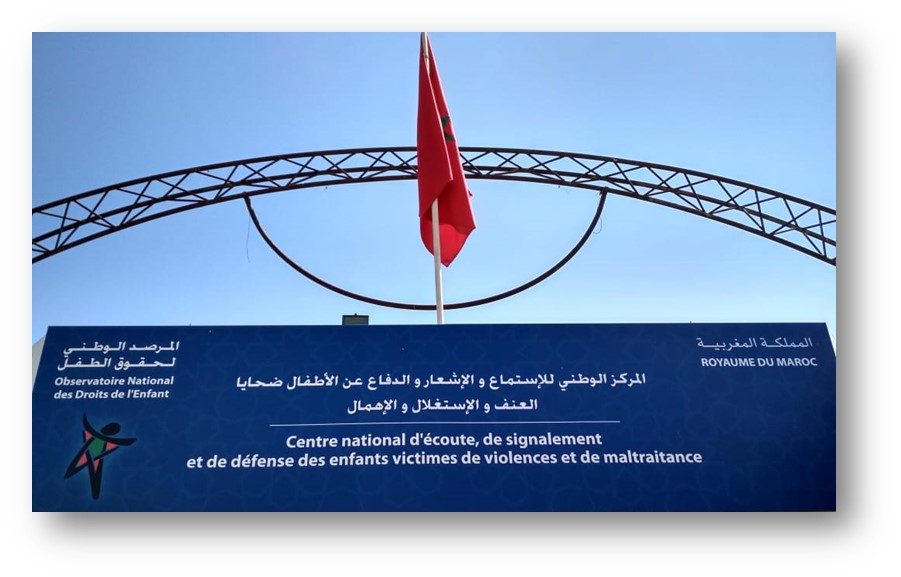 المرصد الوطني
لحقوق الطفل
Observatoire National
des Droits de l'Enfant
المملكة المغربية
ROYAUME DU MAROC
المركز الوطني للإستماع و الإشعار و الدفاع عن الأطفال ضحايا
العنف و الإستغلال و الإهمال
Centre national d'écoute, de signalement
et de défense des enfants victimes de violences et de maltraitance